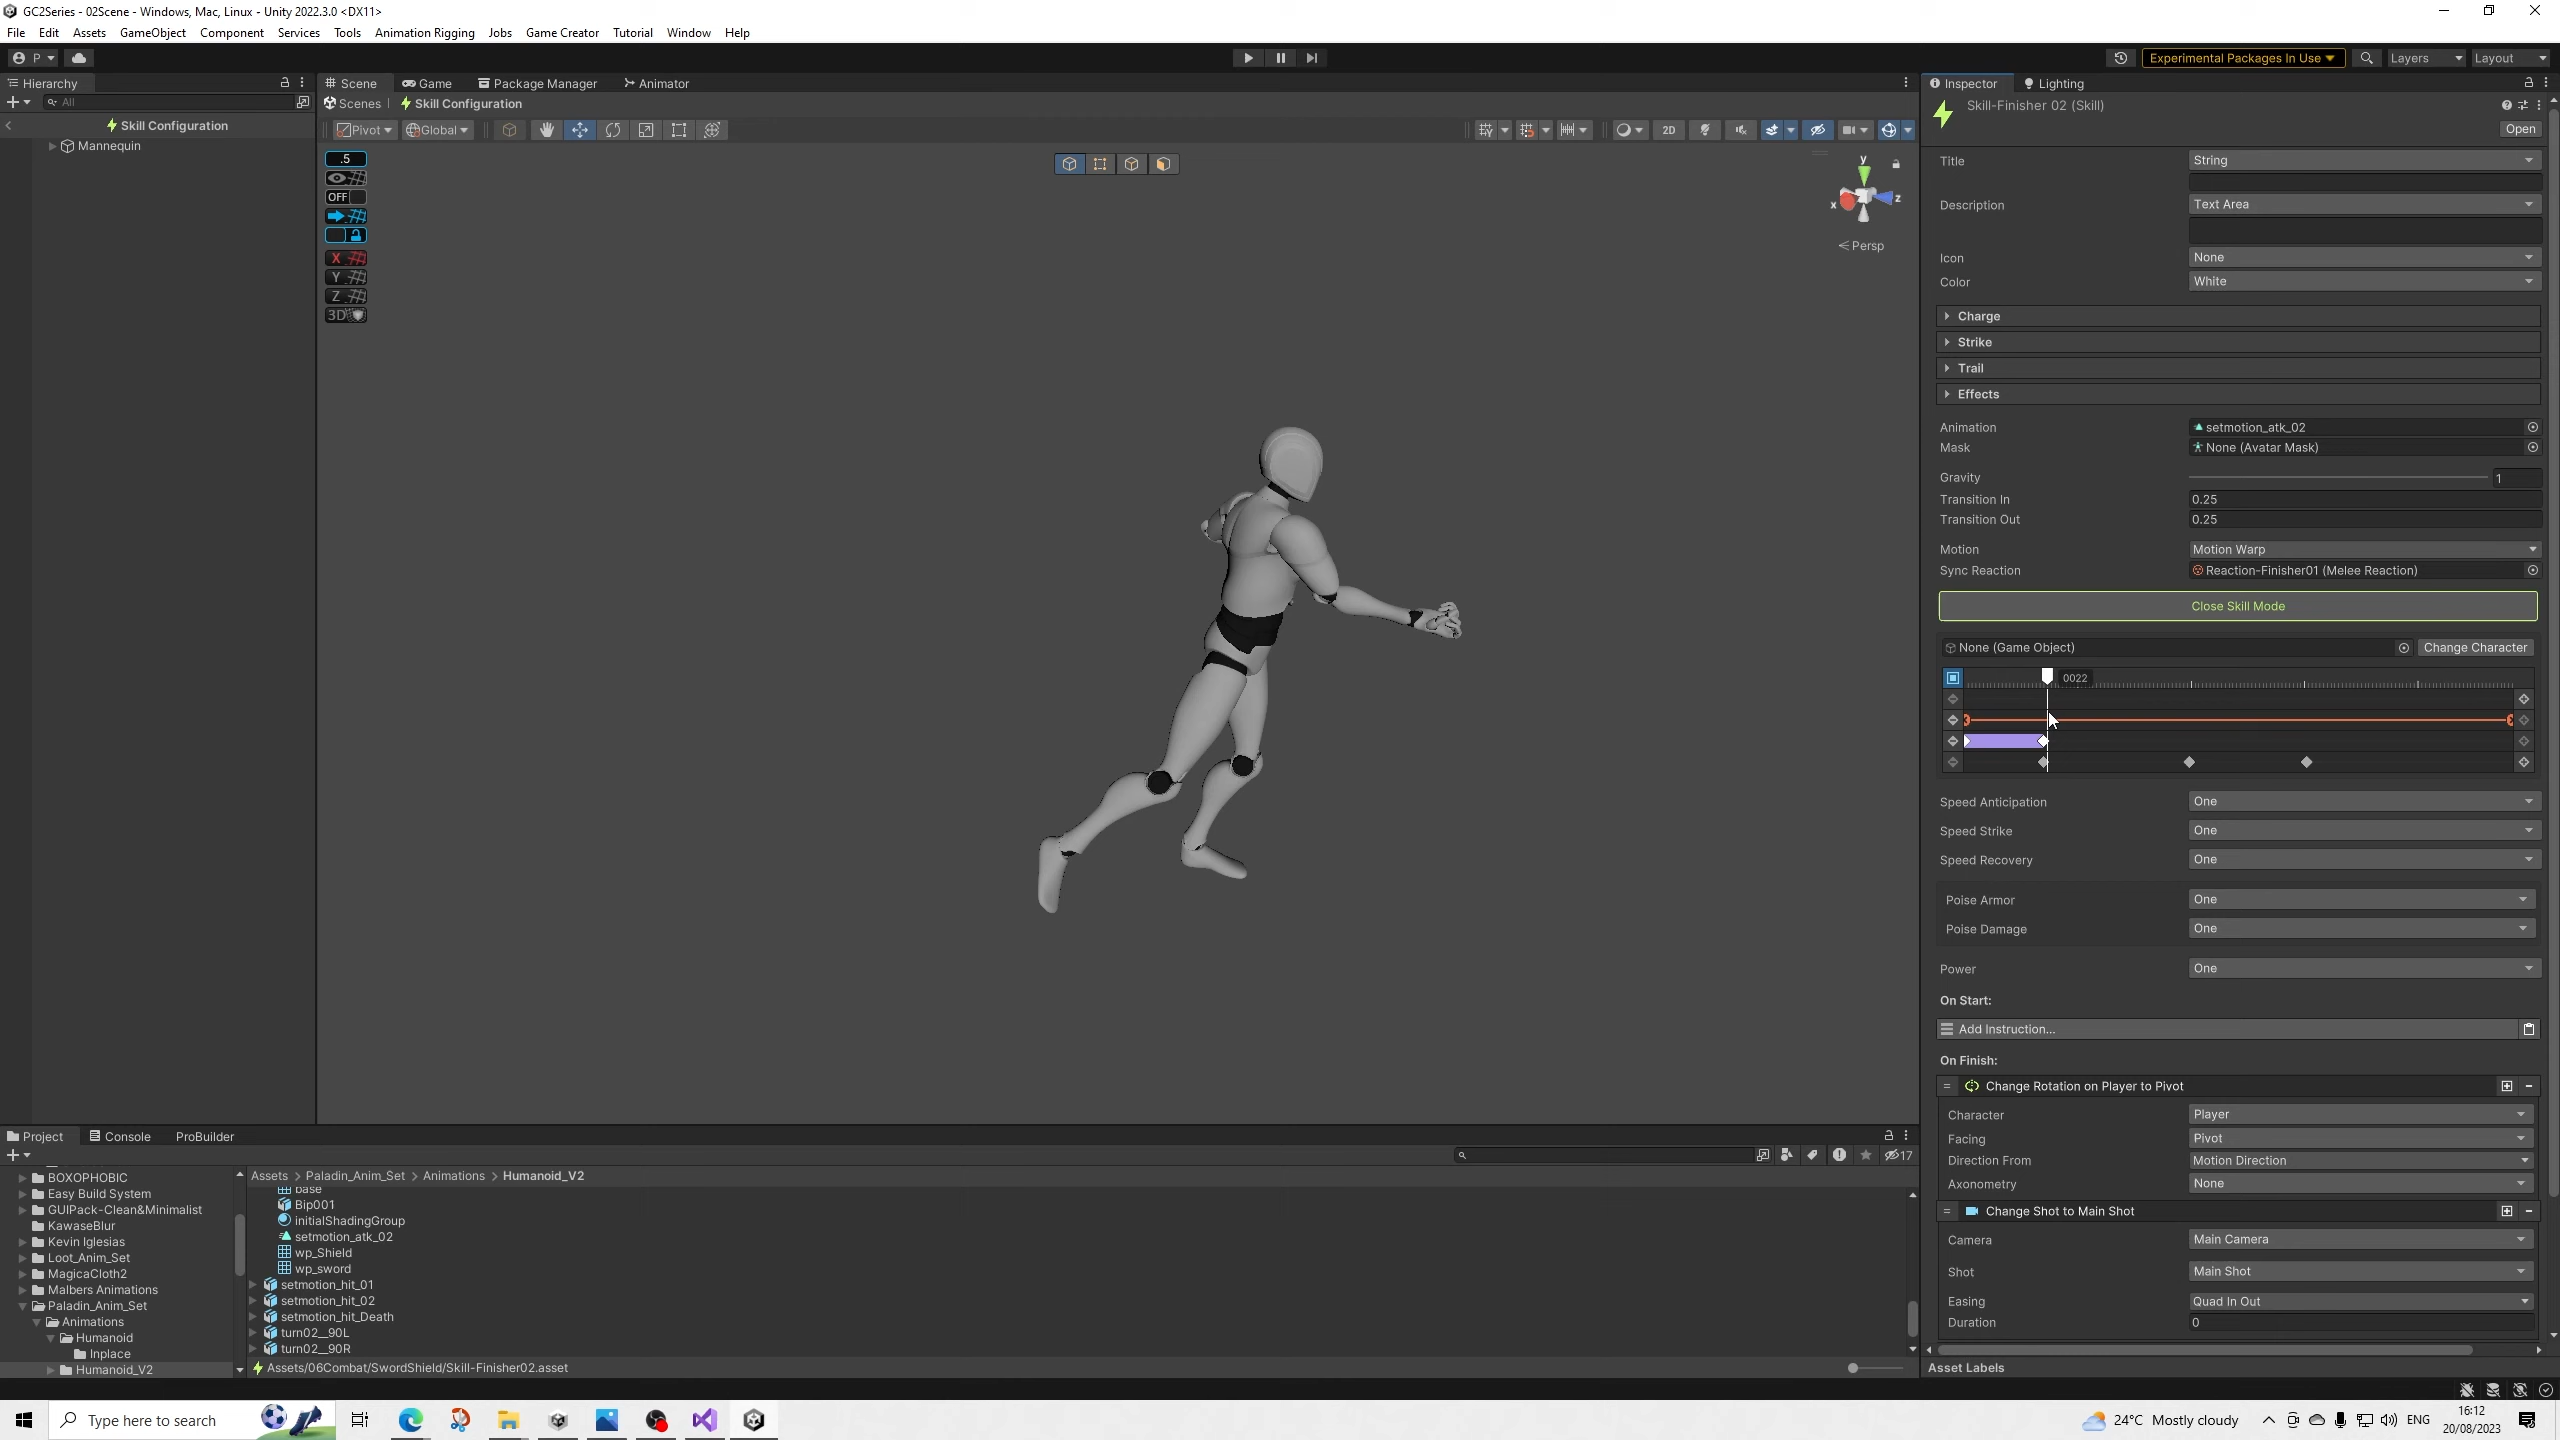 GC2Series - 02Scene - Windows, Mac, Linux - Unity 2022.3.0 <DX11>
File Edit Assets GameObject Component Services Tools Animation Rigging Jobs Game Creator Tutorial Window Help
P Experimental Packages In Use Layers Layout
Hierarchy Scene Game Package Manager Animator Inspector Lighting
All Scenes Skill Configuration Skill-Finisher 02 (Skill)
Skill Configuration Pivot Global 2D Open
Mannequin
.5
OFF
X
Y
Z
3D
y
x
z
Persp
Title String
Description Text Area
Icon None
Color White
Charge
Strike
Trail
Effects
Animation setmotion_atk_02
Mask None (Avatar Mask)
Gravity 1
Transition In 0.25
Transition Out 0.25
Motion Motion Warp
Sync Reaction Reaction-Finisher01 (Melee Reaction)
Close Skill Mode
None (Game Object) Change Character
0022
Speed Anticipation One
Speed Strike One
Speed Recovery One
Poise Armor One
Poise Damage One
Power One
On Start:
Add Instruction...
On Finish:
Change Rotation on Player to Pivot
Character Player
Facing Pivot
Direction From Motion Direction
Axonometry None
Change Shot to Main Shot
Camera Main Camera
Shot Main Shot
Easing Quad In Out
Duration 0
Asset Labels
Project Console ProBuilder
17
BOXOPHOBIC
Easy Build System
GUIPack-Clean&Minimalist
KawaseBlur
Kevin Iglesias
Loot_Anim_Set
MagicaCloth2
Malbers Animations
Paladin_Anim_Set
Animations
Humanoid
Inplace
Humanoid_V2
Assets > Paladin_Anim_Set > Animations > Humanoid_V2
base
Bip001
initialShadingGroup
setmotion_atk_02
wp_Shield
wp_sword
setmotion_hit_01
setmotion_hit_02
setmotion_hit_Death
turn02__90L
turn02__90R
Assets/06Combat/SwordShield/Skill-Finisher02.asset
Type here to search
24°C Mostly cloudy
ENG
16:12
20/08/2023